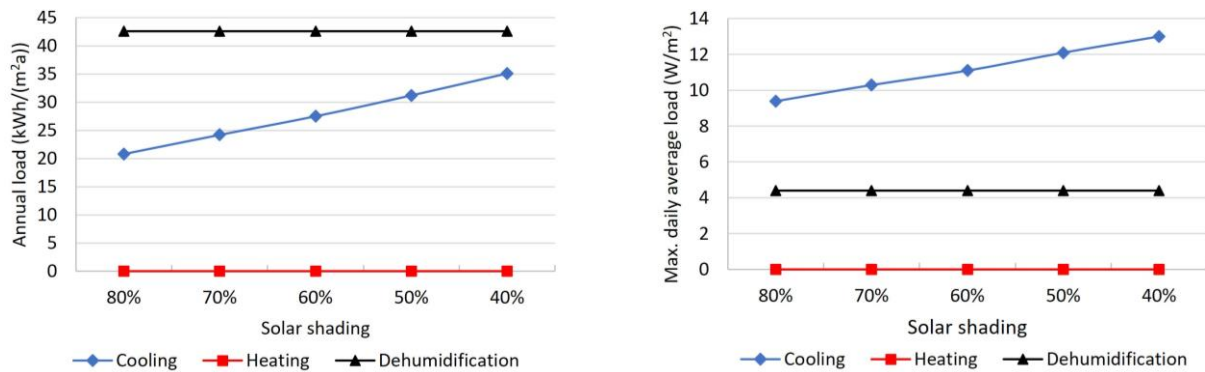 Annual load (kWh/(m²a))
45
40
35
30
25
20
15
10
5
0
80% 70% 60% 50% 40%
Solar shading
Cooling Heating Dehumidification
Max. daily average load (W/m²)
14
12
10
8
6
4
2
0
80% 70% 60% 50% 40%
Solar shading
Cooling Heating Dehumidification